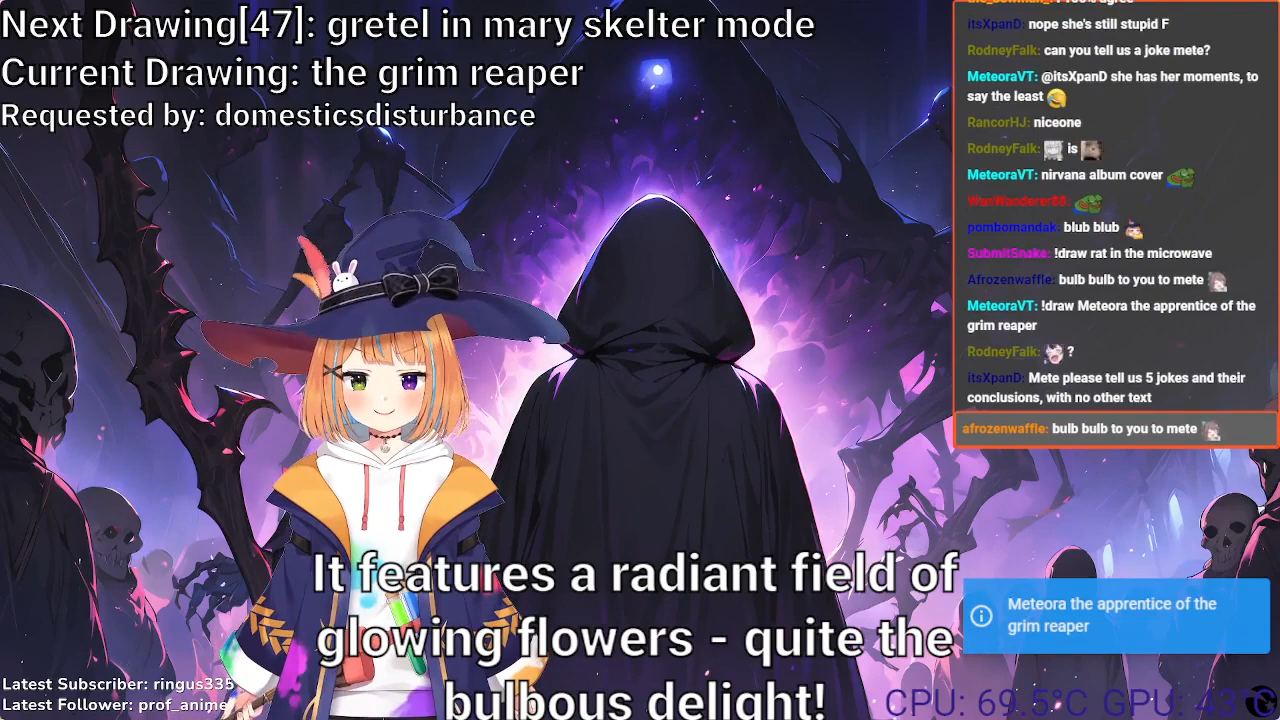 Next Drawing[47]: gretel in mary skelter mode
Current Drawing: the grim reaper
Requested by: domesticsdisturbance
itsXpanD: nope she's still stupid F
RodneyFalk: can you tell us a joke mete?
MeteoraVT: @itsXpanD she has her moments, to
say the least
RancorHJ: niceone
RodneyFalk: is
MeteoraVT: nirvana album cover
WanWanderer88:
pombomandak: blub blub
SubmitSnake: !draw rat in the microwave
Afrozenwaffle: bulb bulb to you to mete
MeteoraVT: !draw Meteora the apprentice of the
grim reaper
RodneyFalk: ?
itsXpanD: Mete please tell us 5 jokes and their
conclusions, with no other text
afrozenwaffle: bulb bulb to you to mete
It features a radiant field of
glowing flowers - quite the
bulbous delight!
Meteora the apprentice of the
grim reaper
Latest Subscriber: ringus335
Latest Follower: prof_anime
CPU: 69.5°C GPU: 43°C